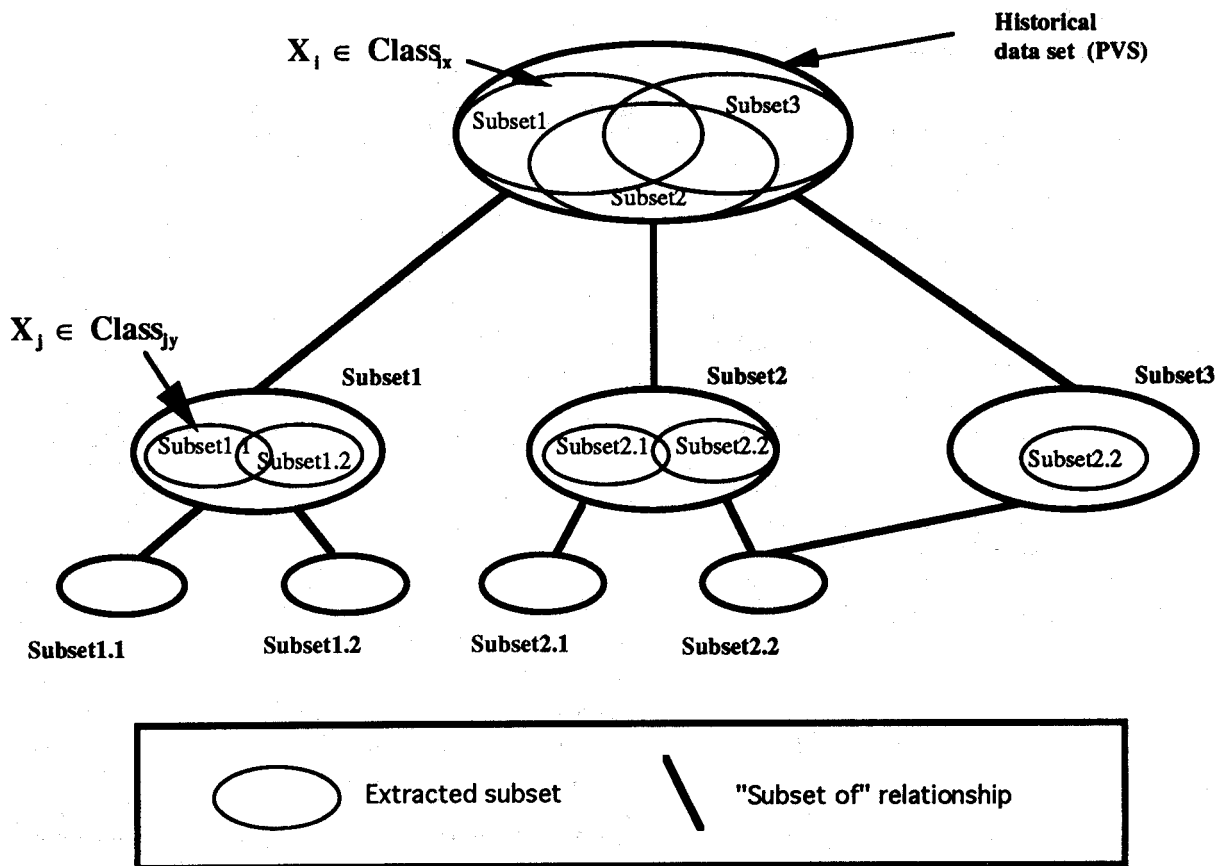 Historical
data set (PVS)
X_i ∈ Class_ix
Subset1
Subset3
Subset2
X_j ∈ Class_jy
Subset1
Subset2
Subset3
Subset1.1
Subset1.2
Subset2.1
Subset2.2
Subset2.2
Subset1.1
Subset1.2
Subset2.1
Subset2.2
Extracted subset
"Subset of" relationship